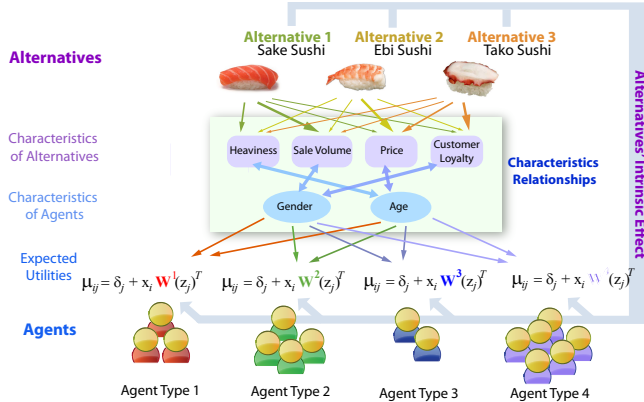 Alternative 1 Alternative 2 Alternative 3
Sake Sushi Ebi Sushi Tako Sushi
Alternatives
Alternatives' Intrinsic Effect
Characteristics
of Alternatives
Heaviness Sale Volume Price Customer
Loyalty
Characteristics
Relationships
Characteristics
of Agents
Gender Age
Expected
Utilities
μij = δj + xi W¹(zj)ᵀ μij = δj + xi W²(zj)ᵀ μij = δj + xi W³(zj)ᵀ μij = δj + xi W (zj)ᵀ
Agents
Agent Type 1 Agent Type 2 Agent Type 3 Agent Type 4